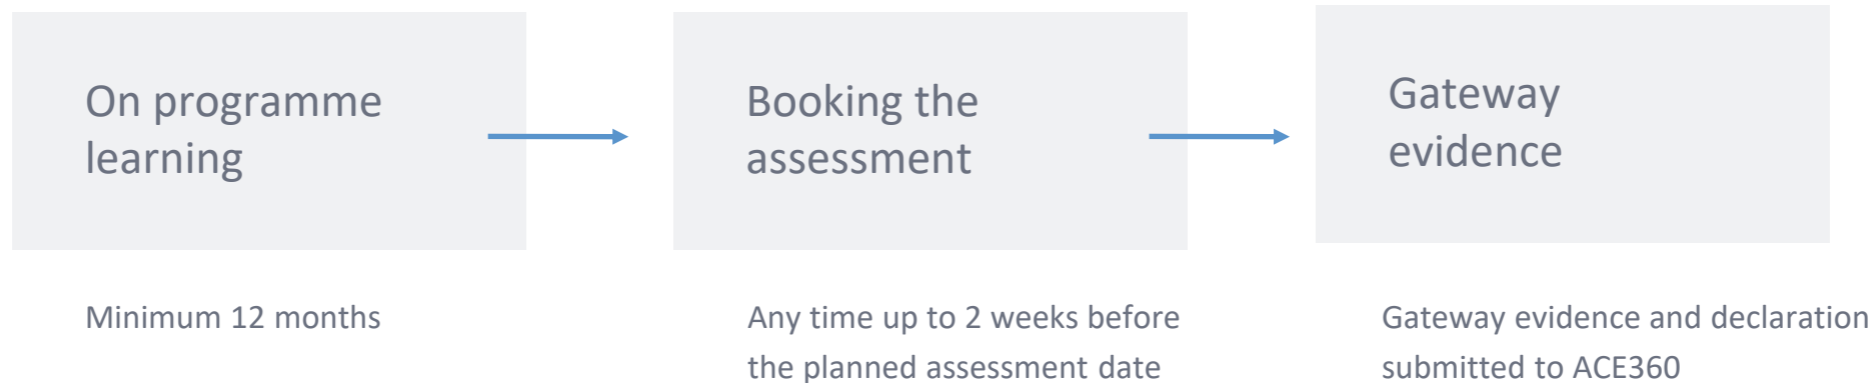 On programme
learning
Booking the
assessment
Gateway
evidence
Minimum 12 months
Any time up to 2 weeks before
the planned assessment date
Gateway evidence and declaration
submitted to ACE360